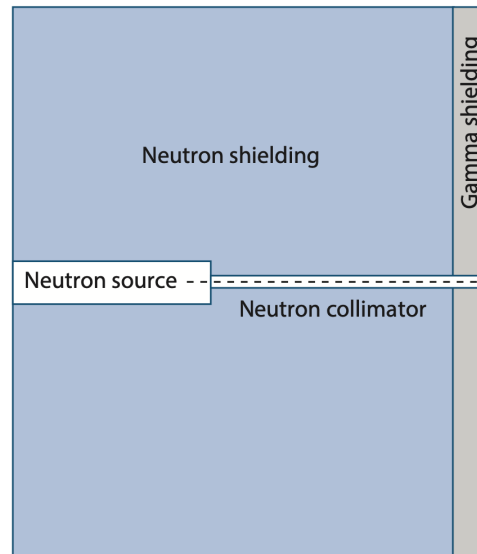 Neutron shielding
Gamma shielding
Neutron source
Neutron collimator